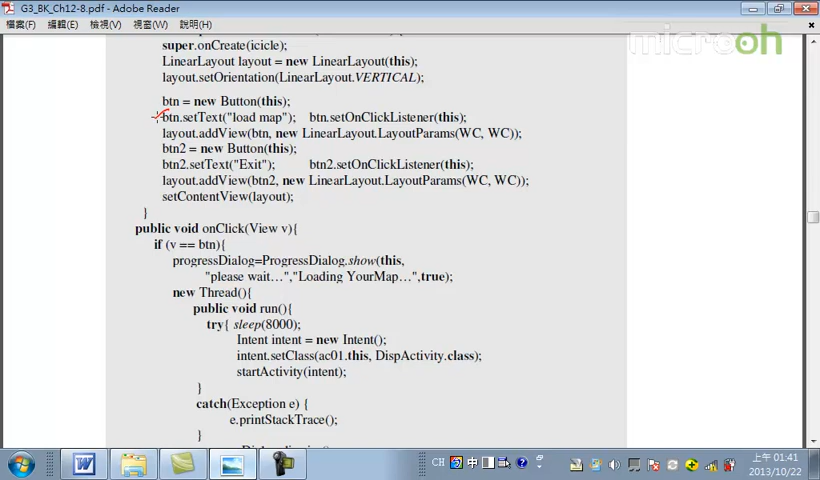 G3_BK_Ch12-8.pdf - Adobe Reader
檔案(F) 編輯(E) 檢視(V) 視窗(W) 說明(H)
microoh
super.onCreate(icicle);
LinearLayout layout = new LinearLayout(this);
layout.setOrientation(LinearLayout.VERTICAL);
btn = new Button(this);
btn.setText("load map"); btn.setOnClickListener(this);
layout.addView(btn, new LinearLayout.LayoutParams(WC, WC));
btn2 = new Button(this);
btn2.setText("Exit"); btn2.setOnClickListener(this);
layout.addView(btn2, new LinearLayout.LayoutParams(WC, WC));
setContentView(layout);
}
public void onClick(View v){
if (v == btn){
progressDialog=ProgressDialog.show(this,
"please wait…","Loading YourMap…",true);
new Thread(){
public void run(){
try{ sleep(8000);
Intent intent = new Intent();
intent.setClass(ac01.this, DispActivity.class);
startActivity(intent);
}
catch(Exception e) {
e.printStackTrace();
}
CH 中 上午 01:41
2013/10/22